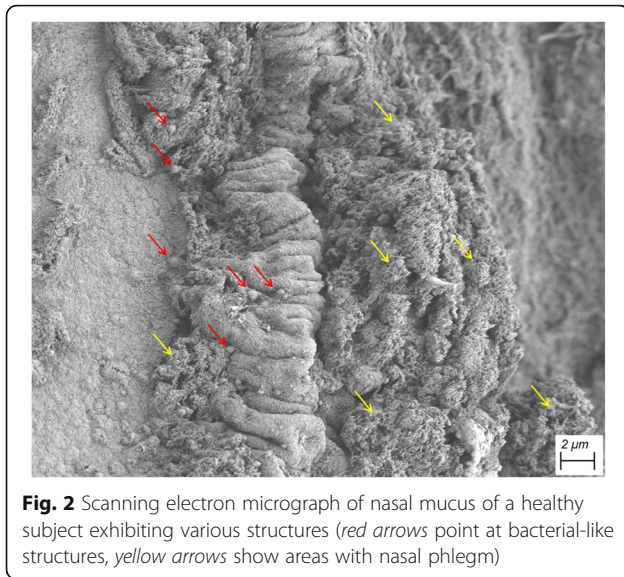 2 µm
Fig. 2 Scanning electron micrograph of nasal mucus of a healthy
subject exhibiting various structures (red arrows point at bacterial-like
structures, yellow arrows show areas with nasal phlegm)